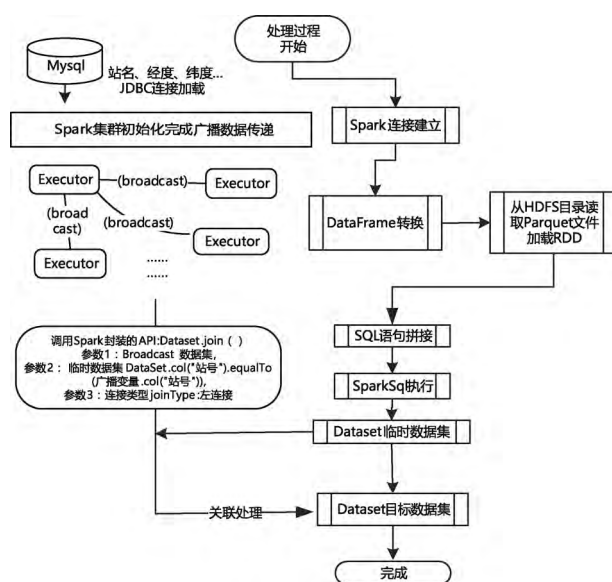 处理过程
开始
Mysql
站名、经度、纬度...
JDBC连接加载
Spark集群初始化完成广播数据传递
Spark连接建立
Executor
(broadcast)
Executor
(broad
cast)
(broadcast)
Executor
Executor
......
......
DataFrame转换
从HDFS目录读
取Parquet文件
加载RDD
调用Spark封装的API:Dataset.join（）
参数1：Broadcast 数据集,
参数2： 临时数据集 DataSet.col("站号").equalTo
(广播变量.col("站号")),
参数3：连接类型joinType:左连接
SQL语句拼接
SparkSql执行
Dataset临时数据集
关联处理
Dataset目标数据集
完成